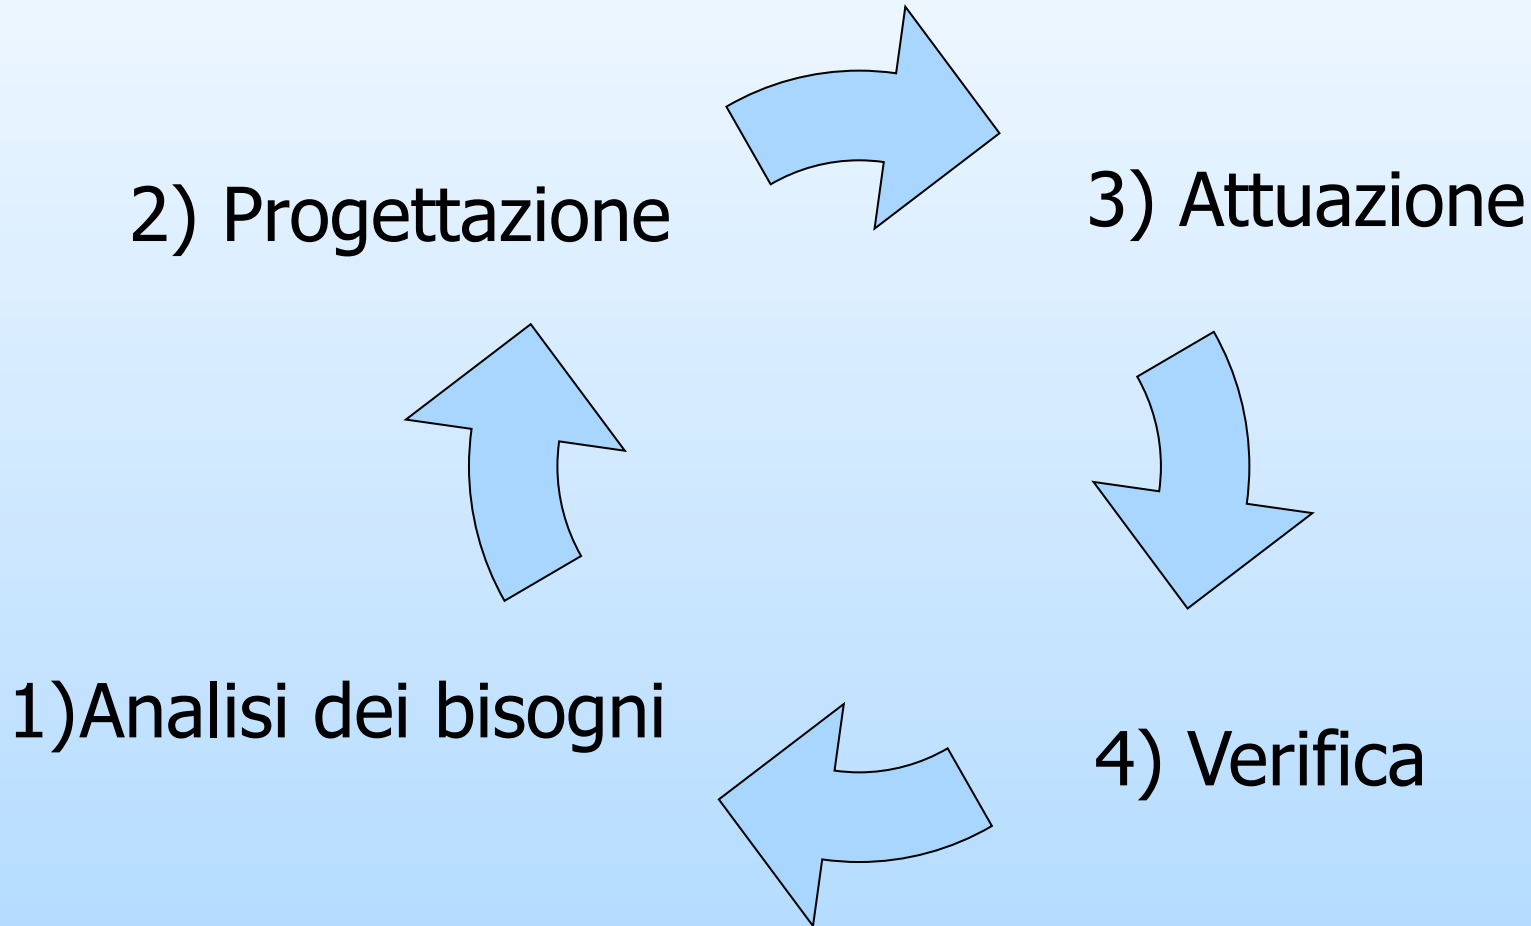 2) Progettazione
3) Attuazione
1)Analisi dei bisogni
4) Verifica